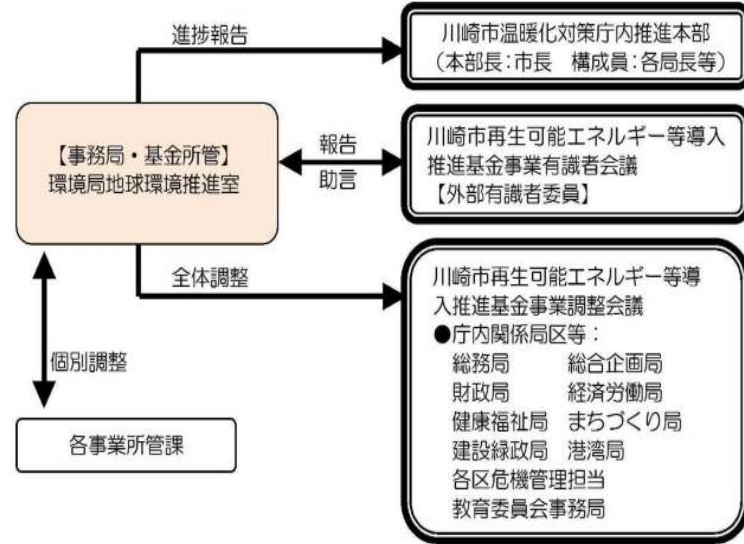 進捗報告
川崎市温暖化対策庁内推進本部
（本部長：市長　構成員：各局長等）
【事務局・基金所管】
環境局地球環境推進室
報告
助言
川崎市再生可能エネルギー等導入
推進基金事業有識者会議
【外部有識者委員】
全体調整
川崎市再生可能エネルギー等導
入推進基金事業調整会議
●庁内関係局区等：
総務局　総合企画局
財政局　経済労働局
健康福祉局　まちづくり局
建設緑政局　港湾局
各区危機管理担当
教育委員会事務局
個別調整
各事業所管課